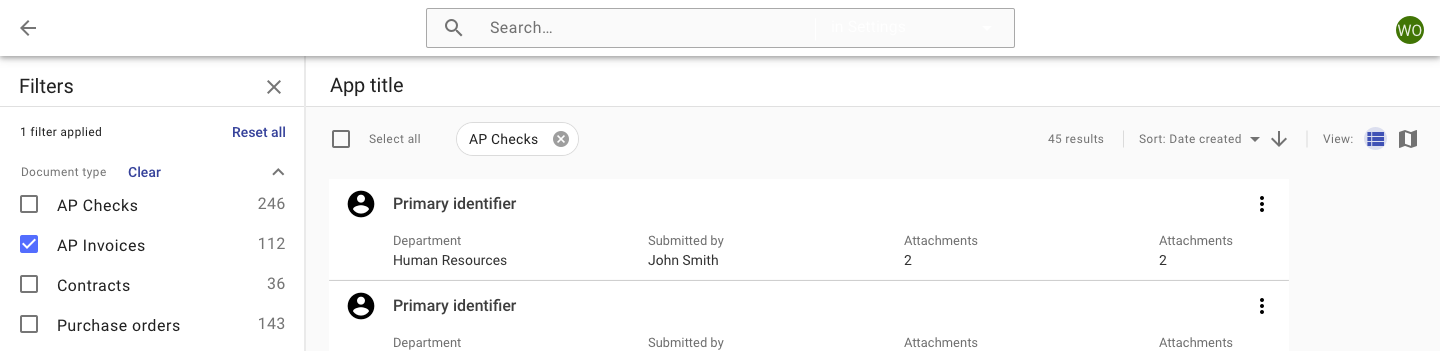 Search…
WO
Filters
App title
1 filter applied Reset all
Select all AP Checks 45 results Sort: Date created View:
Document type Clear
AP Checks 246
AP Invoices 112
Contracts 36
Purchase orders 143
Primary identifier
Department Submitted by Attachments Attachments
Human Resources John Smith 2 2
Primary identifier
Department Submitted by Attachments Attachments